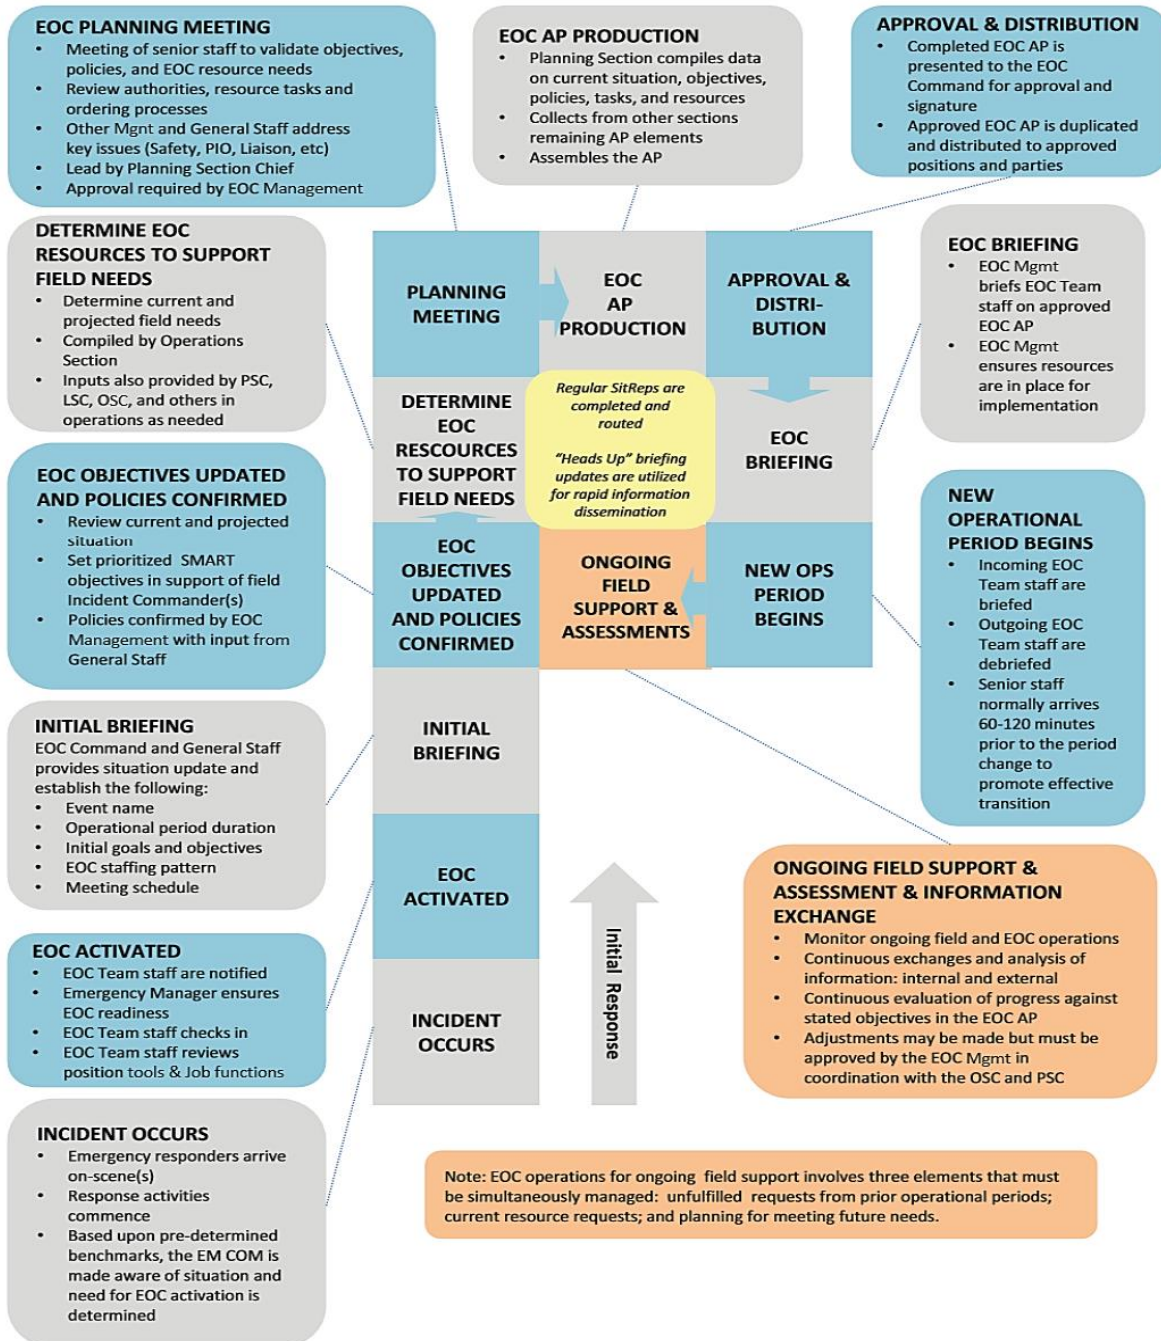 EOC PLANNING MEETING
• Meeting of senior staff to validate objectives,
policies, and EOC resource needs
• Review authorities, resource tasks and
ordering processes
• Other Mgnt and General Staff address
key issues (Safety, PIO, Liaison, etc)
• Lead by Planning Section Chief
• Approval required by EOC Management
EOC AP PRODUCTION
• Planning Section compiles data
on current situation, objectives,
policies, tasks, and resources
• Collects from other sections
remaining AP elements
• Assembles the AP
APPROVAL & DISTRIBUTION
• Completed EOC AP is
presented to the EOC
Command for approval and
signature
• Approved EOC AP is duplicated
and distributed to approved
positions and parties
DETERMINE EOC
RESOURCES TO SUPPORT
FIELD NEEDS
• Determine current and
projected field needs
• Compiled by Operations
Section
• Inputs also provided by PSC,
LSC, OSC, and others in
operations as needed
PLANNING
MEETING
EOC
AP
PRODUCTION
APPROVAL &
DISTRI-
BUTION
EOC BRIEFING
• EOC Mgmt
briefs EOC Team
staff on approved
EOC AP
• EOC Mgmt
ensures resources
are in place for
implementation
DETERMINE
EOC
RESCOURCES
TO SUPPORT
FIELD NEEDS
Regular SitReps are
completed and
routed
“Heads Up” briefing
updates are utilized
for rapid information
dissemination
EOC
BRIEFING
EOC OBJECTIVES UPDATED
AND POLICIES CONFIRMED
• Review current and projected
situation
• Set prioritized SMART
objectives in support of field
Incident Commander(s)
• Policies confirmed by EOC
Management with input from
General Staff
EOC
OBJECTIVES
UPDATED
AND POLICIES
CONFIRMED
ONGOING
FIELD
SUPPORT &
ASSESSMENTS
NEW OPS
PERIOD
BEGINS
NEW
OPERATIONAL
PERIOD BEGINS
• Incoming EOC
Team staff are
briefed
• Outgoing EOC
Team staff are
debriefed
• Senior staff
normally arrives
60-120 minutes
prior to the period
change to
promote effective
transition
INITIAL BRIEFING
EOC Command and General Staff
provides situation update and
establish the following:
• Event name
• Operational period duration
• Initial goals and objectives
• EOC staffing pattern
• Meeting schedule
INITIAL
BRIEFING
EOC
ACTIVATED
Initial Response
ONGOING FIELD SUPPORT &
ASSESSMENT & INFORMATION
EXCHANGE
• Monitor ongoing field and EOC operations
• Continuous exchanges and analysis of
information: internal and external
• Continuous evaluation of progress against
stated objectives in the EOC AP
• Adjustments may be made but must be
approved by the EOC Mgmt in
coordination with the OSC and PSC
EOC ACTIVATED
• EOC Team staff are notified
• Emergency Manager ensures
EOC readiness
• EOC Team staff checks in
• EOC Team staff reviews
position tools & Job functions
INCIDENT
OCCURS
INCIDENT OCCURS
• Emergency responders arrive
on-scene(s)
• Response activities
commence
• Based upon pre-determined
benchmarks, the EM COM is
made aware of situation and
need for EOC activation is
determined
Note: EOC operations for ongoing field support involves three elements that must
be simultaneously managed: unfulfilled requests from prior operational periods;
current resource requests; and planning for meeting future needs.